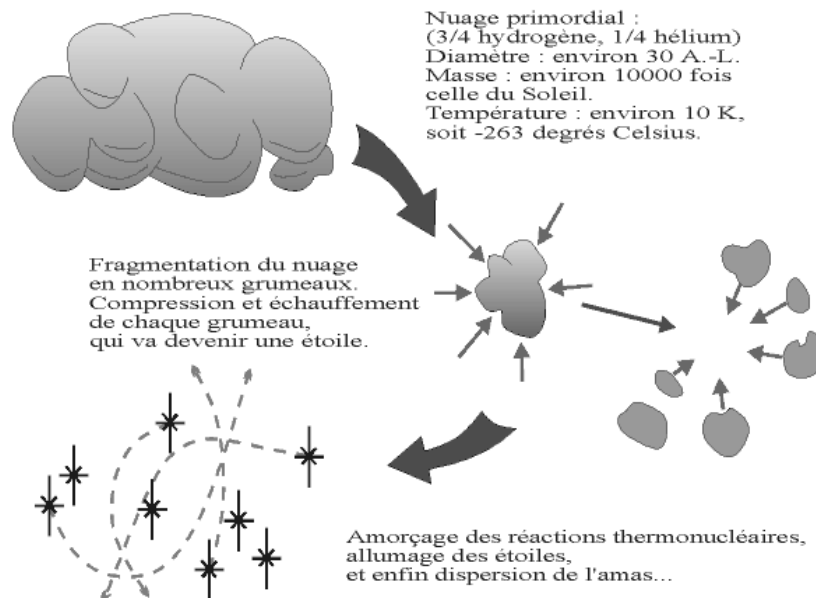 Nuage primordial :
(3/4 hydrogène, 1/4 hélium)
Diamètre : environ 30 A.-L.
Masse : environ 10000 fois
celle du Soleil.
Température : environ 10 K,
soit -263 degrés Celsius.
Fragmentation du nuage
en nombreux grumeaux.
Compression et échauffement
de chaque grumeau,
qui va devenir une étoile.
Amorçage des réactions thermonucléaires,
allumage des étoiles,
et enfin dispersion de l'amas...